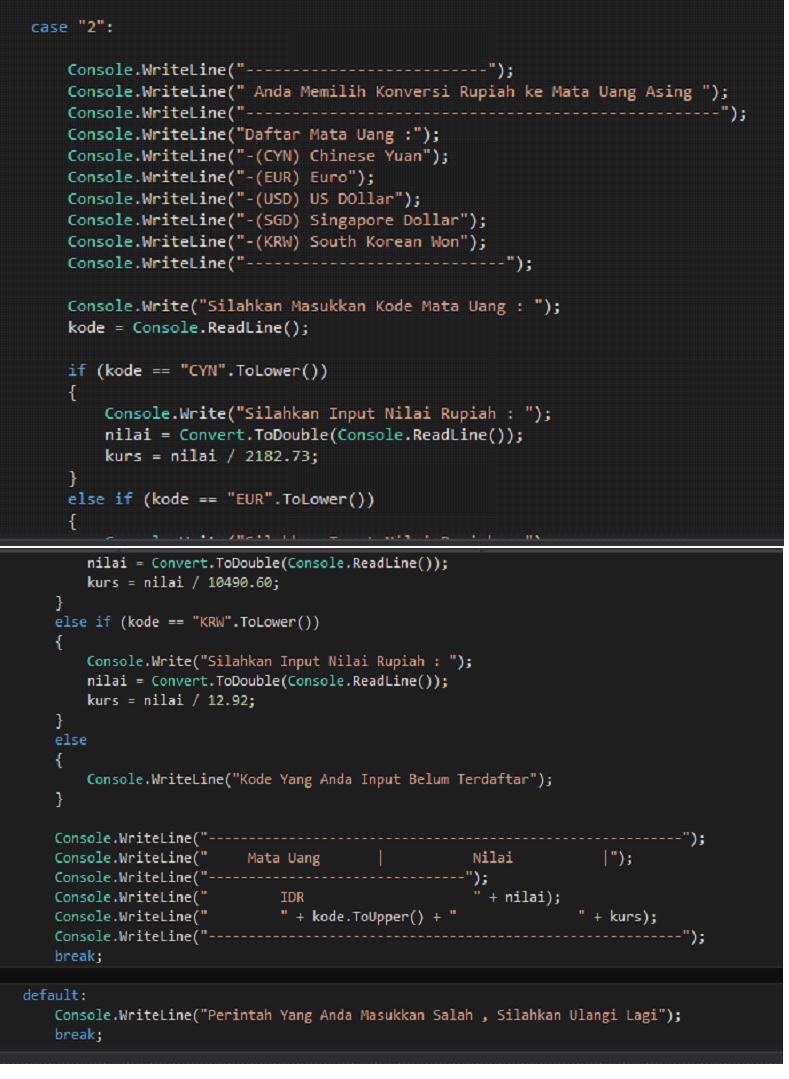 case "2":
Console.WriteLine("--------------------------");
Console.WriteLine(" Anda Memilih Konversi Rupiah ke Mata Uang Asing ");
Console.WriteLine("---------------------------------------------------");
Console.WriteLine("Daftar Mata Uang :");
Console.WriteLine("-(CYN) Chinese Yuan");
Console.WriteLine("-(EUR) Euro");
Console.WriteLine("-(USD) US DOllar");
Console.WriteLine("-(SGD) Singapore Dollar");
Console.WriteLine("-(KRW) South Korean Won");
Console.WriteLine("----------------------------");
Console.Write("Silahkan Masukkan Kode Mata Uang : ");
kode = Console.ReadLine();
if (kode == "CYN".ToLower())
{
Console.Write("Silahkan Input Nilai Rupiah : ");
nilai = Convert.ToDouble(Console.ReadLine());
kurs = nilai / 2182.73;
}
else if (kode == "EUR".ToLower())
{
nilai = Convert.ToDouble(Console.ReadLine());
kurs = nilai / 10490.60;
}
else if (kode == "KRW".ToLower())
{
Console.Write("Silahkan Input Nilai Rupiah : ");
nilai = Convert.ToDouble(Console.ReadLine());
kurs = nilai / 12.92;
}
else
{
Console.WriteLine("Kode Yang Anda Input Belum Terdaftar");
}
Console.WriteLine("-----------------------------------------------------------");
Console.WriteLine("     Mata Uang       |           Nilai           |");
Console.WriteLine("--------------------------------");
Console.WriteLine("         IDR                     " + nilai);
Console.WriteLine("         " + kode.ToUpper() + "               " + kurs);
Console.WriteLine("-----------------------------------------------------------");
break;
default:
Console.WriteLine("Perintah Yang Anda Masukkan Salah , Silahkan Ulangi Lagi");
break;